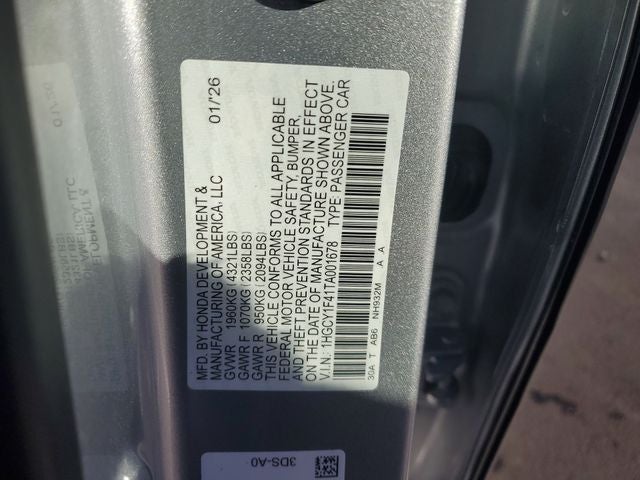 MFD. BY HONDA DEVELOPMENT & 01/26
MANUFACTURING OF AMERICA, LLC
GVWR 1960KG( 4321LBS)
GAWR F 1070KG( 2358LBS)
GAWR R 950KG( 2094LBS)
THIS VEHICLE CONFORMS TO ALL APPLICABLE
FEDERAL MOTOR VEHICLE SAFETY, BUMPER,
AND THEFT PREVENTION STANDARDS IN EFFECT
ON THE DATE OF MANUFACTURE SHOWN ABOVE.
V.I.N.: 1HGCY1F41TA001678 TYPE: PASSENGER CAR
30A T AB6 NH932M A A
3DS-A0